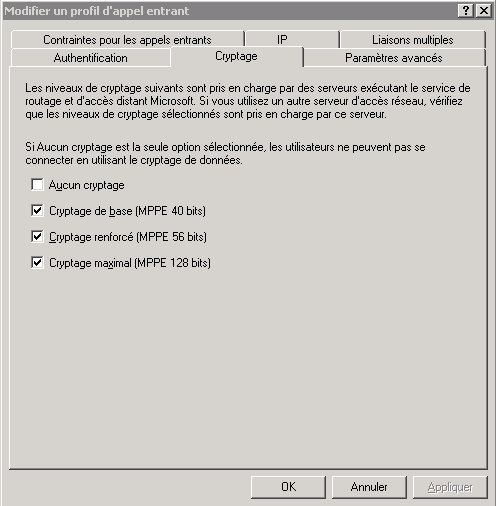 Modifier un profil d'appel entrant
Contraintes pour les appels entrants
IP
Liaisons multiples
Authentification
Cryptage
Paramètres avancés
Les niveaux de cryptage suivants sont pris en charge par des serveurs exécutant le service de
routage et d'accès distant Microsoft. Si vous utilisez un autre serveur d'accès réseau, vérifiez
que les niveaux de cryptage sélectionnés sont pris en charge par ce serveur.
Si Aucun cryptage est la seule option sélectionnée, les utilisateurs ne peuvent pas se
connecter en utilisant le cryptage de données.
Aucun cryptage
Cryptage de base (MPPE 40 bits)
Cryptage renforcé (MPPE 56 bits)
Cryptage maximal (MPPE 128 bits)
OK
Annuler
Appliquer